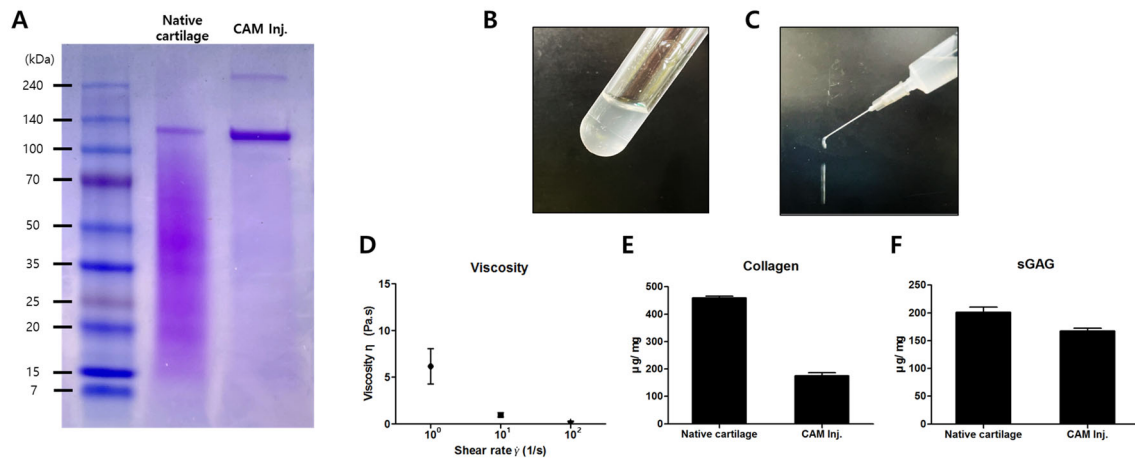 A
Native
cartilage
CAM Inj.
(kDa)
240
140
100
70
50
35
25
20
15
7
B
C
D
Viscosity
Viscosity η (Pa.s)
15
10
5
0
10⁰
10¹
10²
Shear rate γ̇ (1/s)
E
Collagen
μg/mg
500
400
300
200
100
0
Native cartilage
CAM Inj.
F
sGAG
μg/mg
250
200
150
100
50
0
Native cartilage
CAM Inj.